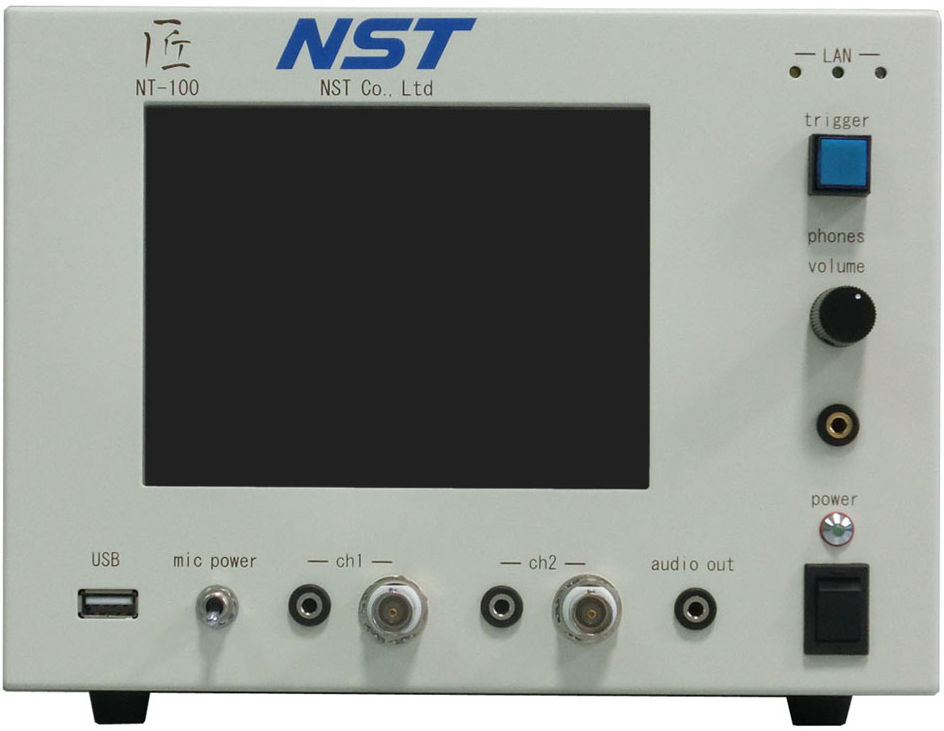 匠
NT-100
NST
NST Co., Ltd
LAN
trigger
phones
volume
power
USB
mic power
ch1
ch2
audio out